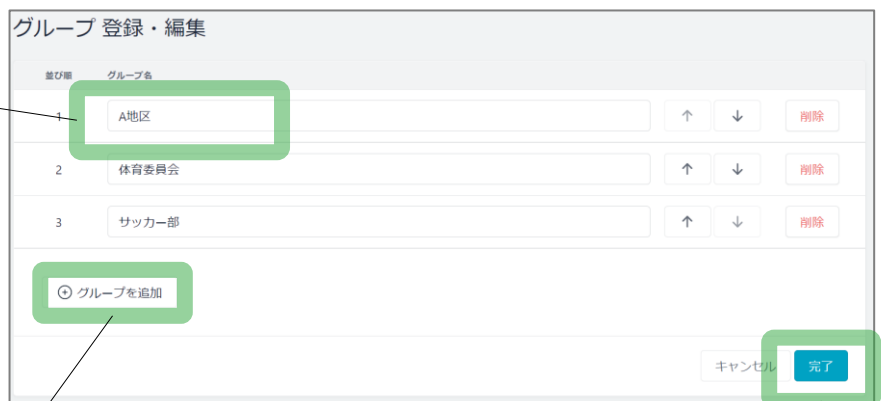 グループ 登録・編集
並び順 グループ名
1 A地区 ↑ ↓ 削除
2 体育委員会 ↑ ↓ 削除
3 サッカー部 ↑ ↓ 削除
グループを追加
キャンセル 完了